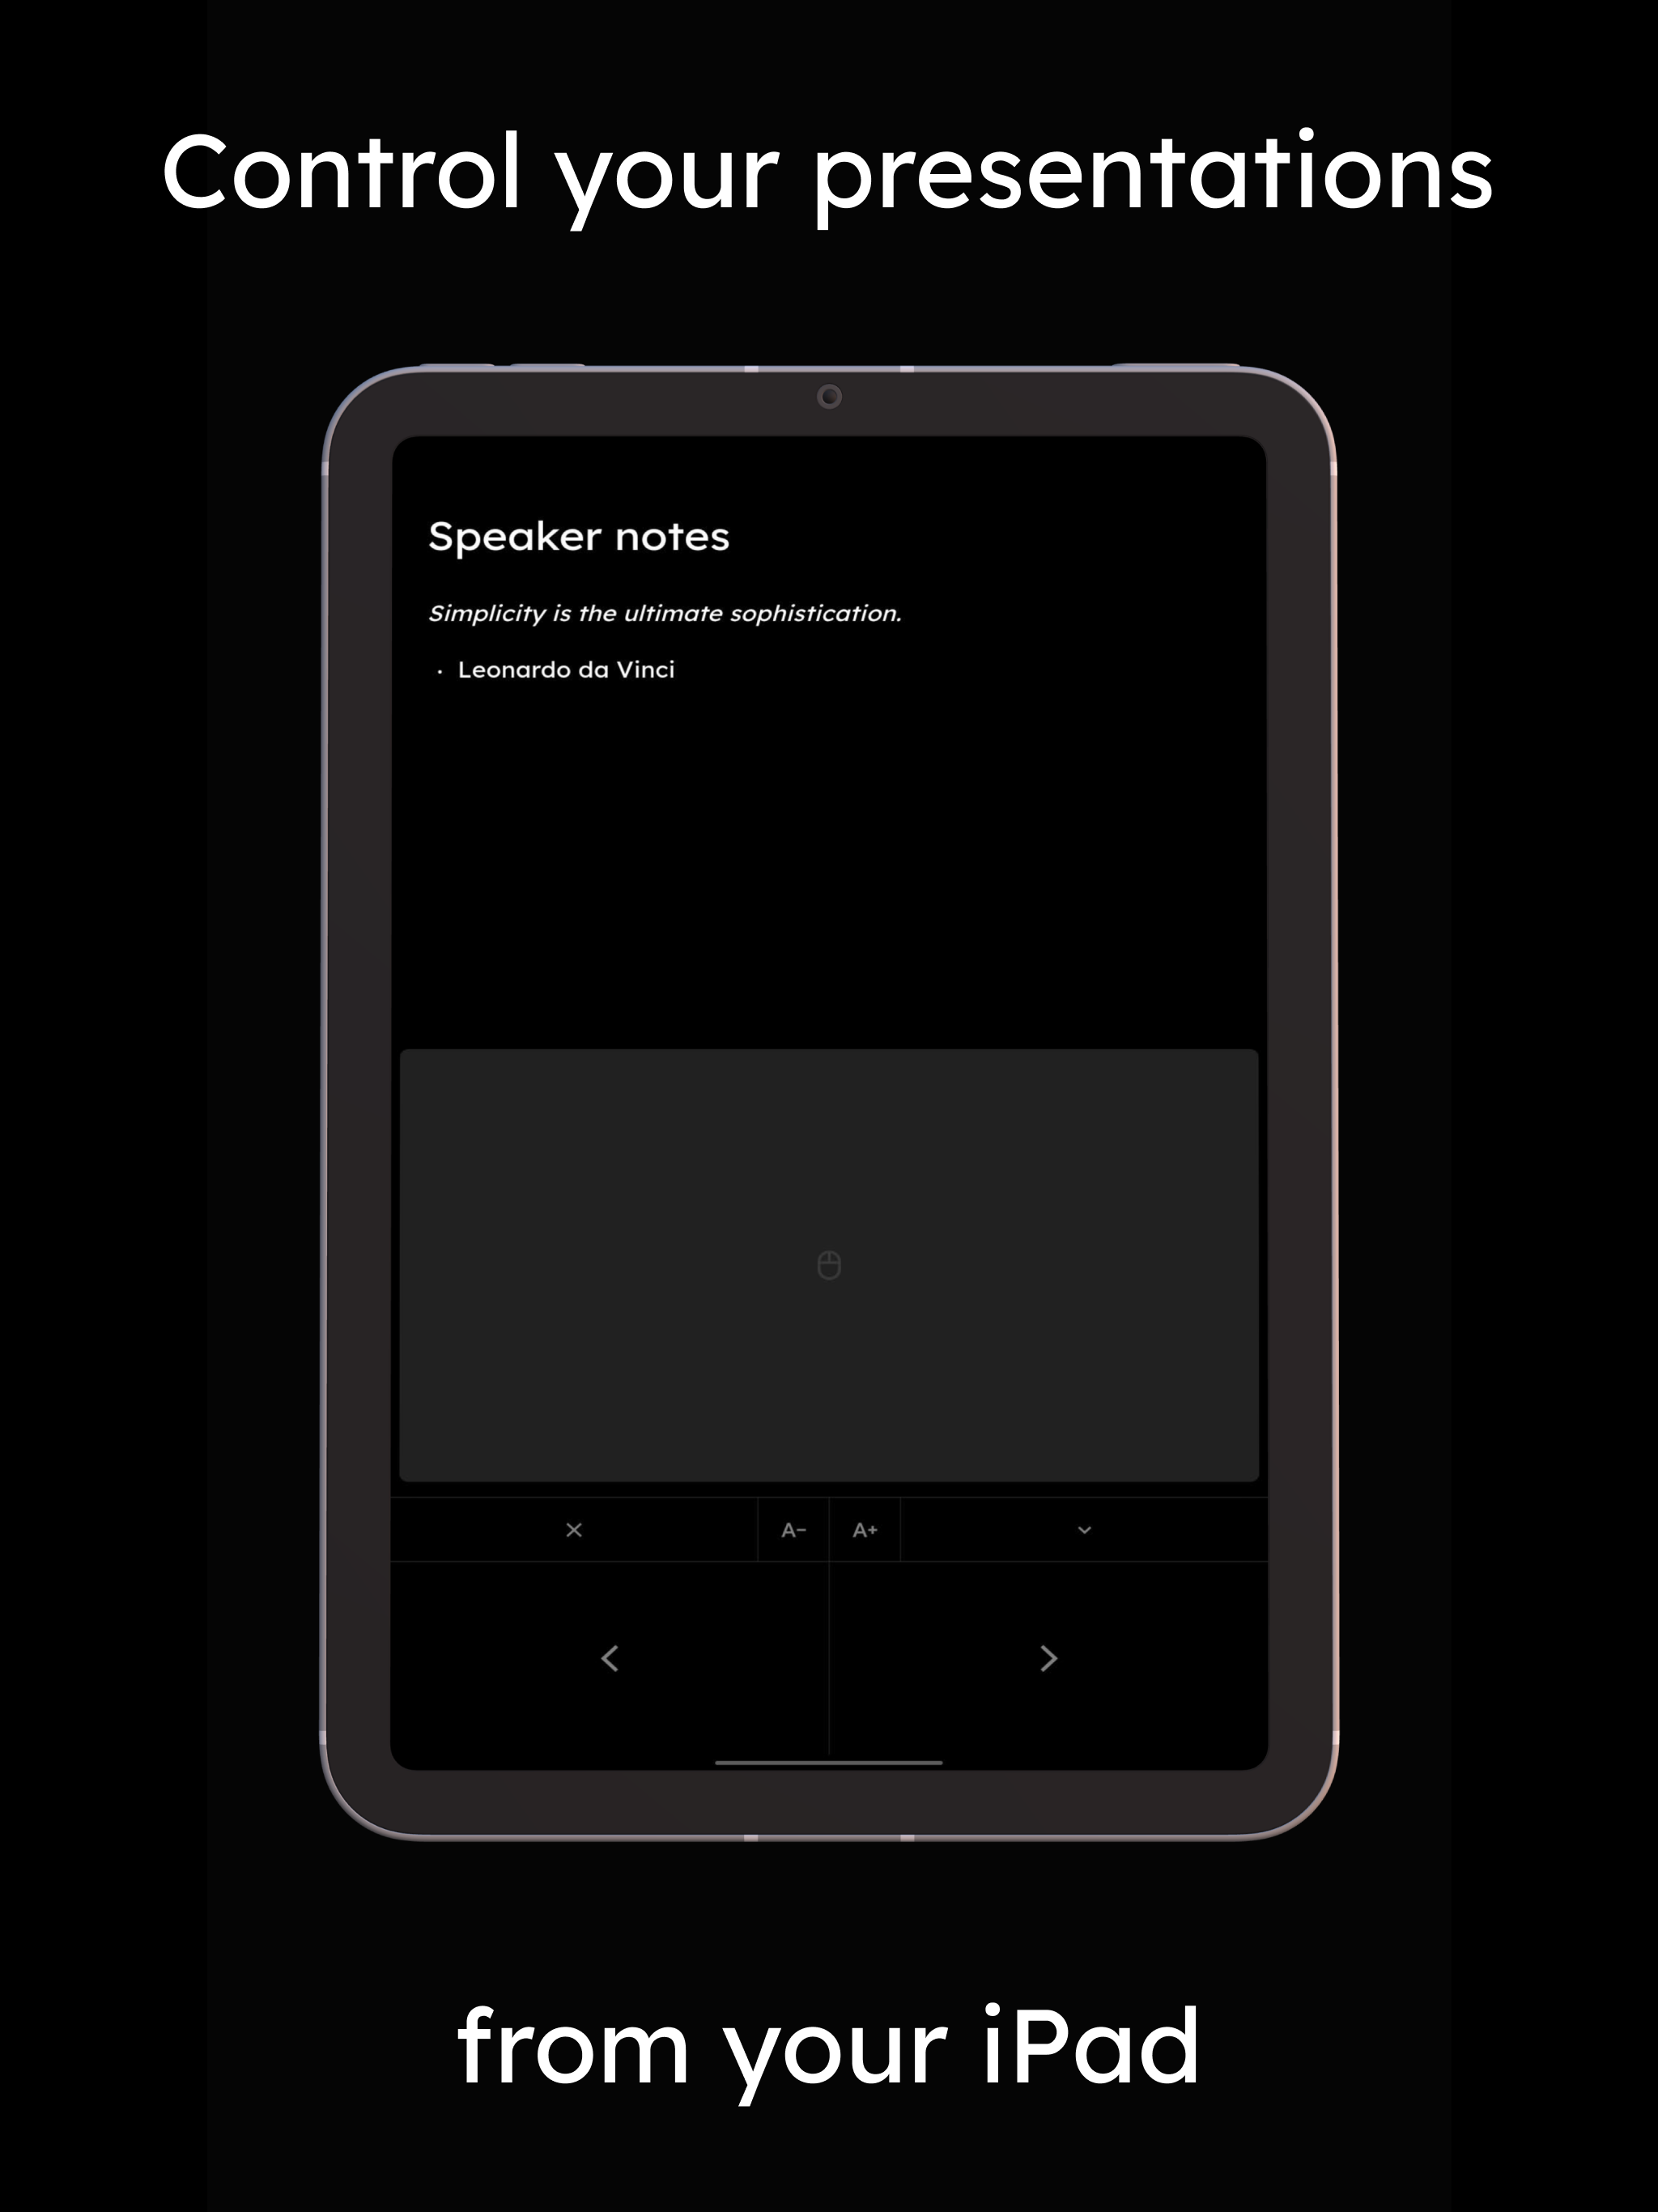 Control your presentations
Speaker notes
Simplicity is the ultimate sophistication.
· Leonardo da Vinci
A− A+
from your iPad